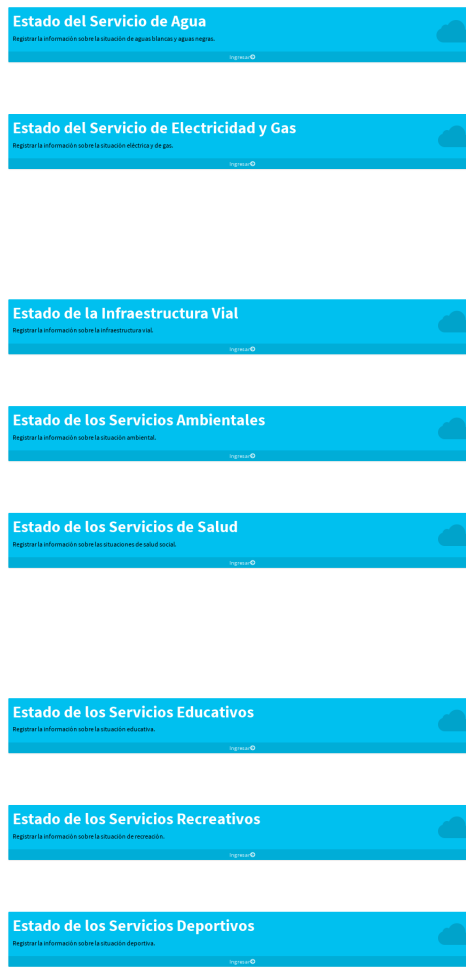 Estado del Servicio de Agua
Registrar la información sobre la situación de aguas blancas y aguas negras.
Ingresar
Estado del Servicio de Electricidad y Gas
Registrar la información sobre la situación eléctrica y de gas.
Ingresar
Estado de la Infraestructura Vial
Registrar la información sobre la infraestructura vial.
Ingresar
Estado de los Servicios Ambientales
Registrar la información sobre la situación ambiental.
Ingresar
Estado de los Servicios de Salud
Registrar la información sobre las situaciones de salud social.
Ingresar
Estado de los Servicios Educativos
Registrar la información sobre la situación educativa.
Ingresar
Estado de los Servicios Recreativos
Registrar la información sobre la situación de recreación.
Ingresar
Estado de los Servicios Deportivos
Registrar la información sobre la situación deportiva.
Ingresar